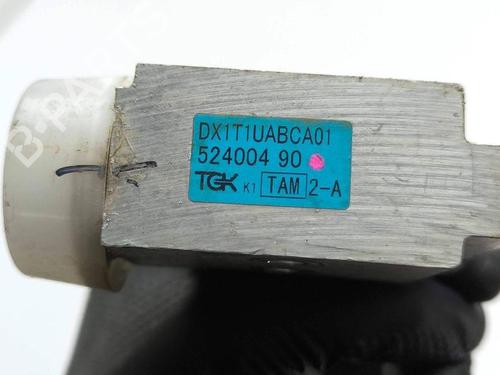 DX1T1UABCA01
524004 90
TGK K1 TAM 2-A